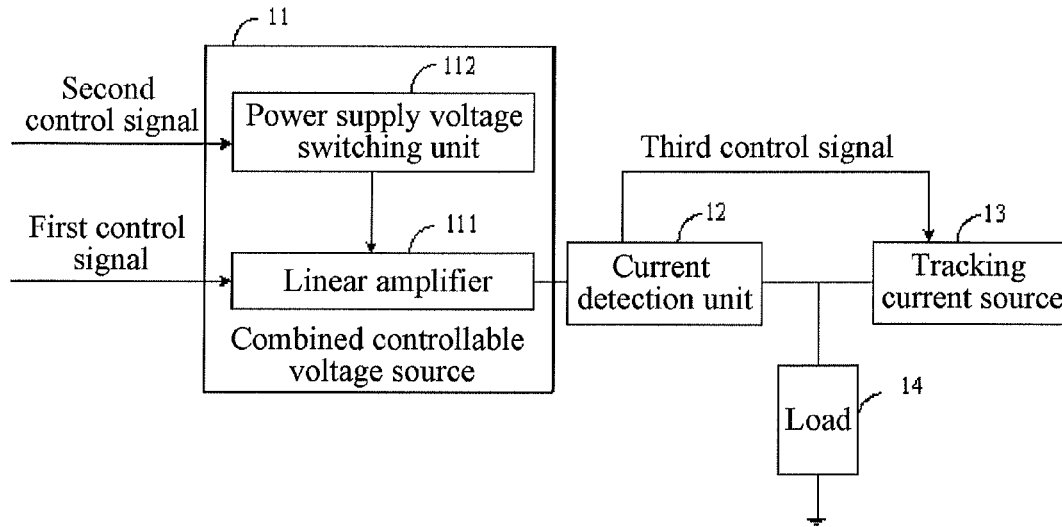 11
112
Second
control signal
Power supply voltage
switching unit
Third control signal
First control
signal
111
12
13
Linear amplifier
Current
detection unit
Tracking
current source
Combined controllable
voltage source
Load
14